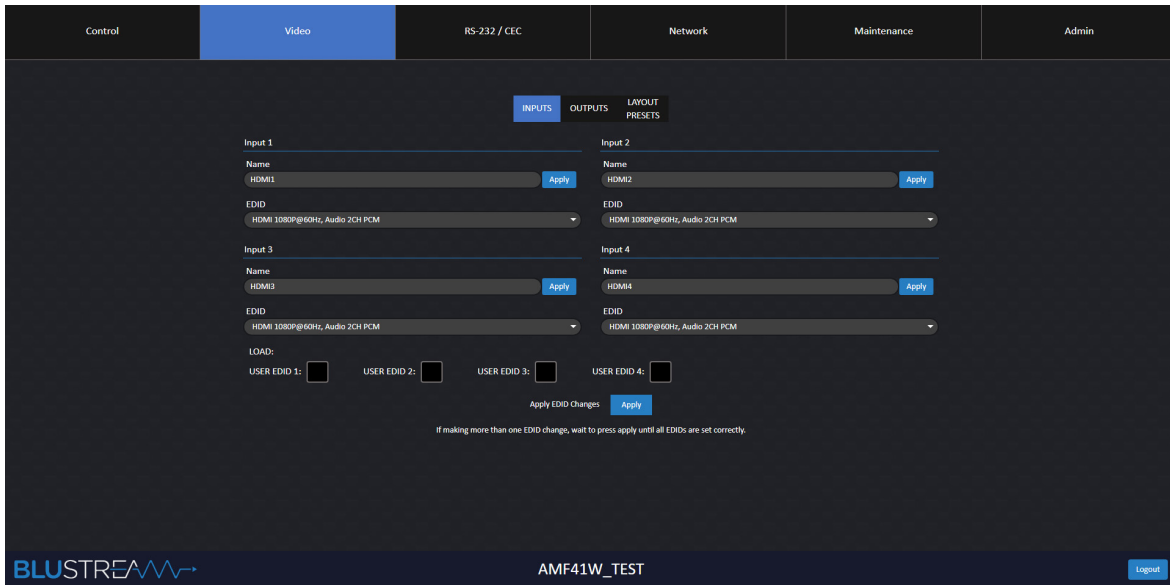 Control Video RS-232 / CEC Network Maintenance Admin
INPUTS OUTPUTS LAYOUT PRESETS
Input 1
Name
HDMI1 Apply
EDID
HDMI 1080P@60Hz, Audio 2CH PCM
Input 2
Name
HDMI2 Apply
EDID
HDMI 1080P@60Hz, Audio 2CH PCM
Input 3
Name
HDMI3 Apply
EDID
HDMI 1080P@60Hz, Audio 2CH PCM
Input 4
Name
HDMI4 Apply
EDID
HDMI 1080P@60Hz, Audio 2CH PCM
LOAD:
USER EDID 1: USER EDID 2: USER EDID 3: USER EDID 4:
Apply EDID Changes Apply
If making more than one EDID change, wait to press apply until all EDIDs are set correctly.
BLUSTREAM AMF41W_TEST Logout